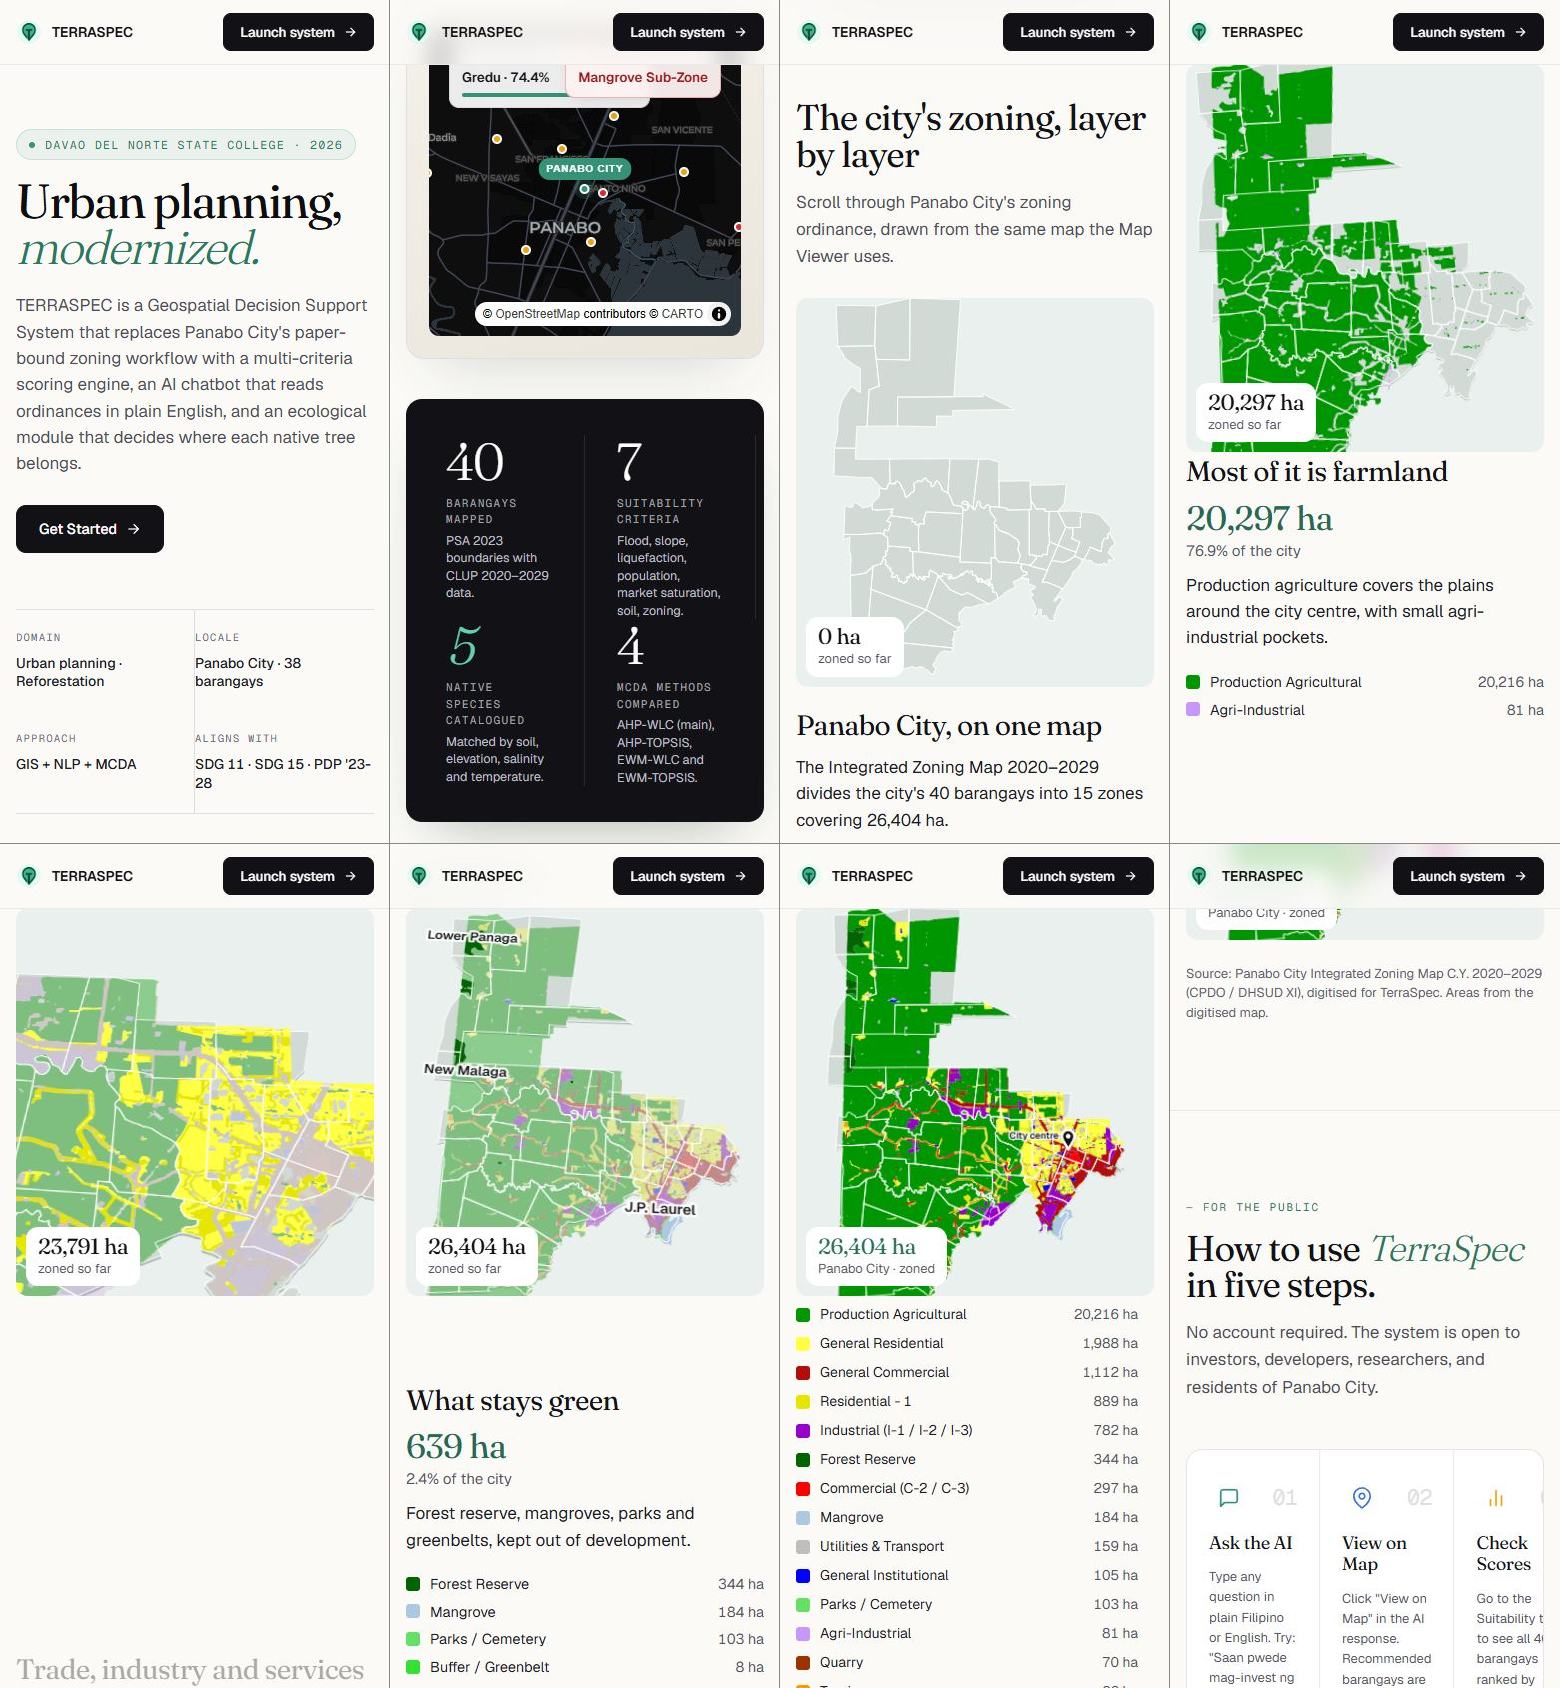 TERRASPEC
Launch system →
DAVAO DEL NORTE STATE COLLEGE · 2026
Urban planning,
modernized.
TERRASPEC is a Geospatial Decision Support
System that replaces Panabo City's paper-
bound zoning workflow with a multi-criteria
scoring engine, an AI chatbot that reads
ordinances in plain English, and an ecological
module that decides where each native tree
belongs.
Get Started →
DOMAIN
Urban planning ·
Reforestation
LOCALE
Panabo City · 38
barangays
APPROACH
GIS + NLP + MCDA
ALIGNS WITH
SDG 11 · SDG 15 · PDP '23-
28
TERRASPEC
Launch system →
Gredu · 74.4%
Mangrove Sub-Zone
Dadia
SAN VICENTE
SAN FRANCISCO
PANABO CITY
NEW VISAYAS
SANTO NIÑO
PANABO
SAN PE
© OpenStreetMap contributors © CARTO
40
BARANGAYS
MAPPED
PSA 2023
boundaries with
CLUP 2020–2029
data.
7
SUITABILITY
CRITERIA
Flood, slope,
liquefaction,
population,
market saturation,
soil, zoning.
5
NATIVE
SPECIES
CATALOGUED
Matched by soil,
elevation, salinity
and temperature.
4
MCDA METHODS
COMPARED
AHP-WLC (main),
AHP-TOPSIS,
EWM-WLC and
EWM-TOPSIS.
TERRASPEC
Launch system →
The city's zoning, layer
by layer
Scroll through Panabo City's zoning
ordinance, drawn from the same map the Map
Viewer uses.
0 ha
zoned so far
Panabo City, on one map
The Integrated Zoning Map 2020–2029
divides the city's 40 barangays into 15 zones
covering 26,404 ha.
TERRASPEC
Launch system →
20,297 ha
zoned so far
Most of it is farmland
20,297 ha
76.9% of the city
Production agriculture covers the plains
around the city centre, with small agri-
industrial pockets.
Production Agricultural 20,216 ha
Agri-Industrial 81 ha
TERRASPEC
Launch system →
23,791 ha
zoned so far
Trade, industry and services
TERRASPEC
Launch system →
Lower Panaga
New Malaga
J.P. Laurel
26,404 ha
zoned so far
What stays green
639 ha
2.4% of the city
Forest reserve, mangroves, parks and
greenbelts, kept out of development.
Forest Reserve 344 ha
Mangrove 184 ha
Parks / Cemetery 103 ha
Buffer / Greenbelt 8 ha
TERRASPEC
Launch system →
City centre
26,404 ha
Panabo City · zoned
Production Agricultural 20,216 ha
General Residential 1,988 ha
General Commercial 1,112 ha
Residential - 1 889 ha
Industrial (I-1 / I-2 / I-3) 782 ha
Forest Reserve 344 ha
Commercial (C-2 / C-3) 297 ha
Mangrove 184 ha
Utilities & Transport 159 ha
General Institutional 105 ha
Parks / Cemetery 103 ha
Agri-Industrial 81 ha
Quarry 70 ha
TERRASPEC
Launch system →
Panabo City · zoned
Source: Panabo City Integrated Zoning Map C.Y. 2020–2029
(CPDO / DHSUD XI), digitised for TerraSpec. Areas from the
digitised map.
– FOR THE PUBLIC
How to use TerraSpec
in five steps.
No account required. The system is open to
investors, developers, researchers, and
residents of Panabo City.
01
Ask the AI
Type any
question in
plain Filipino
or English. Try:
"Saan pwede
mag-invest ng
02
View on
Map
Click "View on
Map" in the AI
response.
Recommended
barangays are
Check
Scores
Go to the
Suitability t
to see all 4
barangays
ranked by